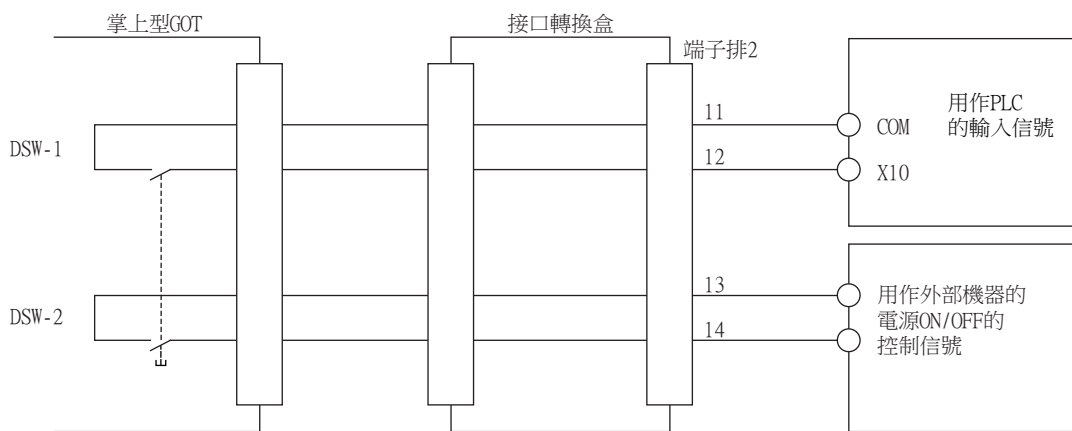 掌上型GOT
接口轉換盒
端子排2
DSW-1
11
12
COM
X10
用作PLC
的輸入信號
DSW-2
13
14
用作外部機器的
電源ON/OFF的
控制信號